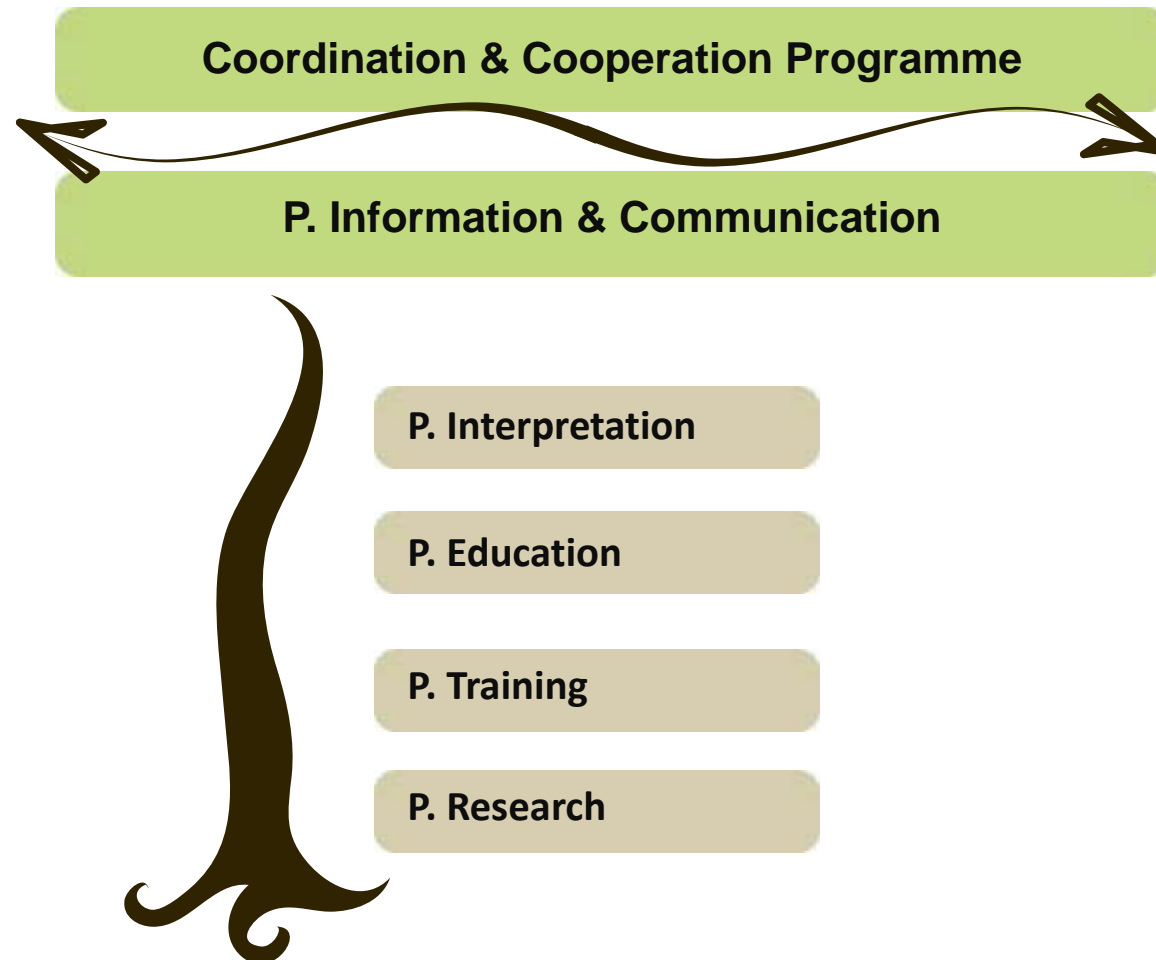 Coordination & Cooperation Programme
P. Information & Communication
P. Interpretation
P. Education
P. Training
P. Research